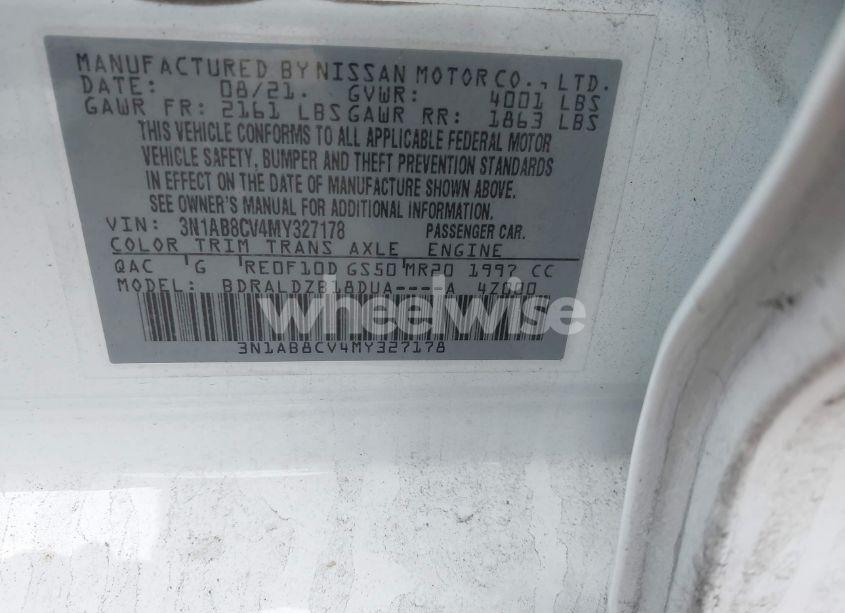 MANUFACTURED BY NISSAN MOTOR CO., LTD.
DATE: 08/21. GVWR: 4001 LBS
GAWR FR: 2161 LBS GAWR RR: 1863 LBS
THIS VEHICLE CONFORMS TO ALL APPLICABLE FEDERAL MOTOR
VEHICLE SAFETY, BUMPER AND THEFT PREVENTION STANDARDS
IN EFFECT ON THE DATE OF MANUFACTURE SHOWN ABOVE.
SEE OWNER'S MANUAL FOR ADDITIONAL INFORMATION.
VIN: 3N1AB8CV4MY327178 PASSENGER CAR.
COLOR TRIM TRANS AXLE ENGINE
QAC G RE0F10D GS50 MR20 1997 CC
MODEL: BDRALDZB18DUA----A 4Z000
wheelwise
3N1AB8CV4MY327178